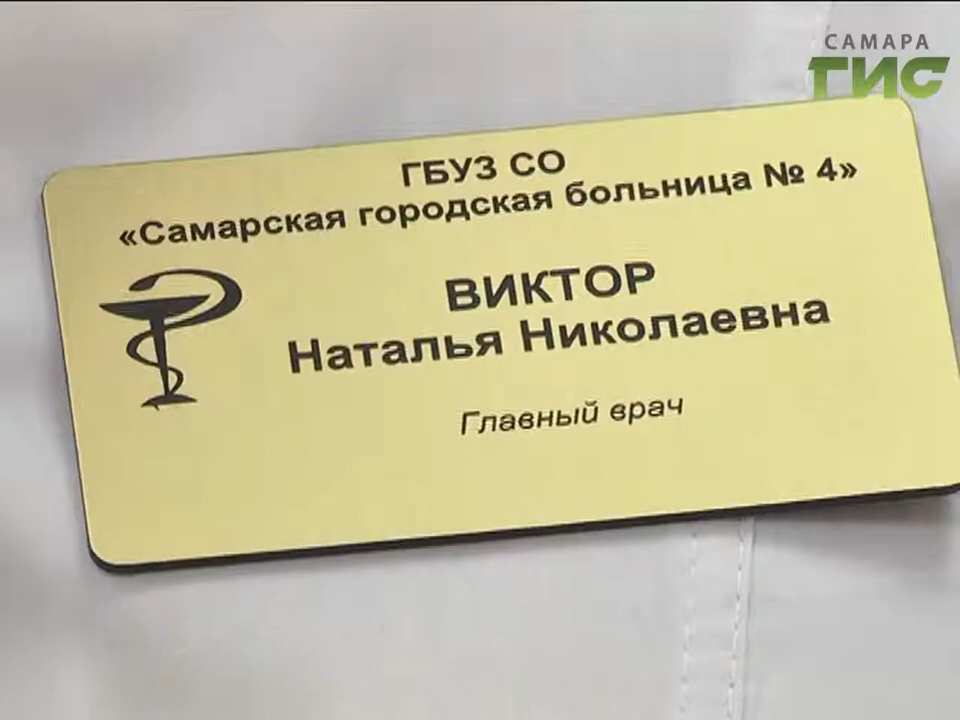 САМАРА
ГИС
ГБУЗ СО
«Самарская городская больница № 4»
ВИКТОР
Наталья Николаевна
Главный врач